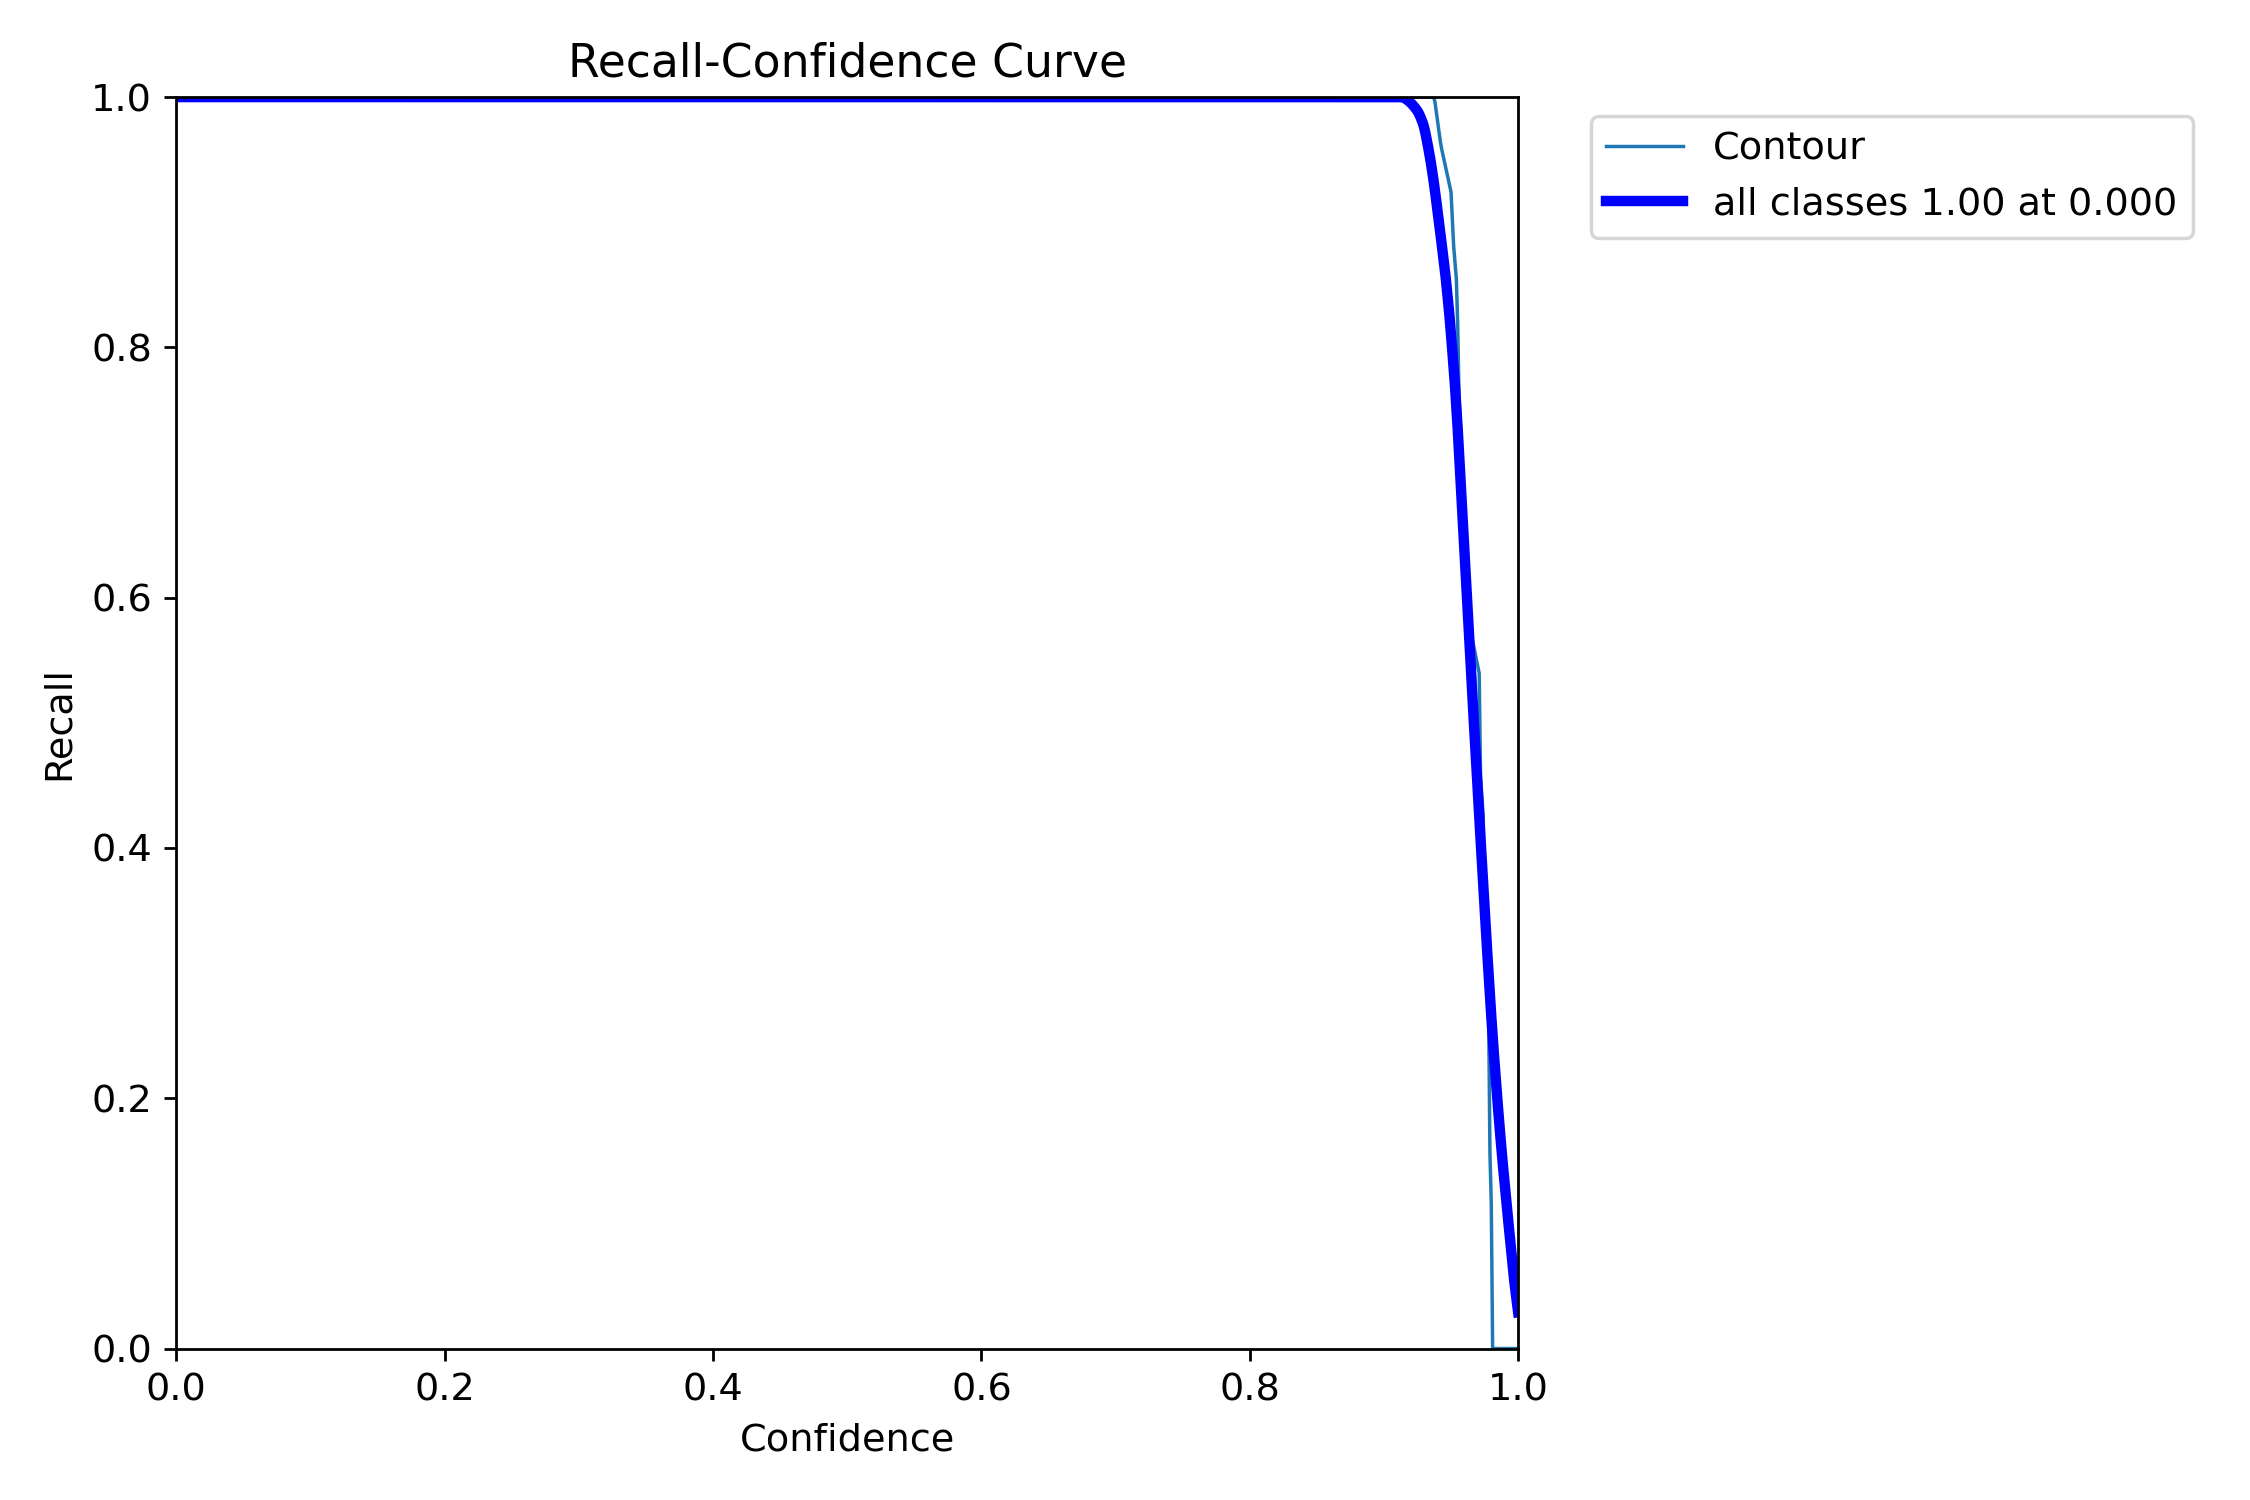 Recall-Confidence Curve
1.0
0.8
0.6
0.4
0.2
0.0
Recall
0.0 0.2 0.4 0.6 0.8 1.0
Confidence
Contour
all classes 1.00 at 0.000